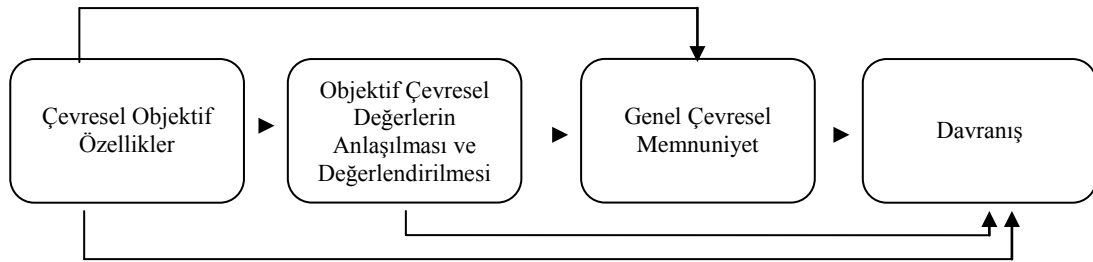 Çevresel Objektif
Özellikler
Objektif Çevresel
Değerlerin
Anlaşılması ve
Değerlendirilmesi
Genel Çevresel
Memnuniyet
Davranış